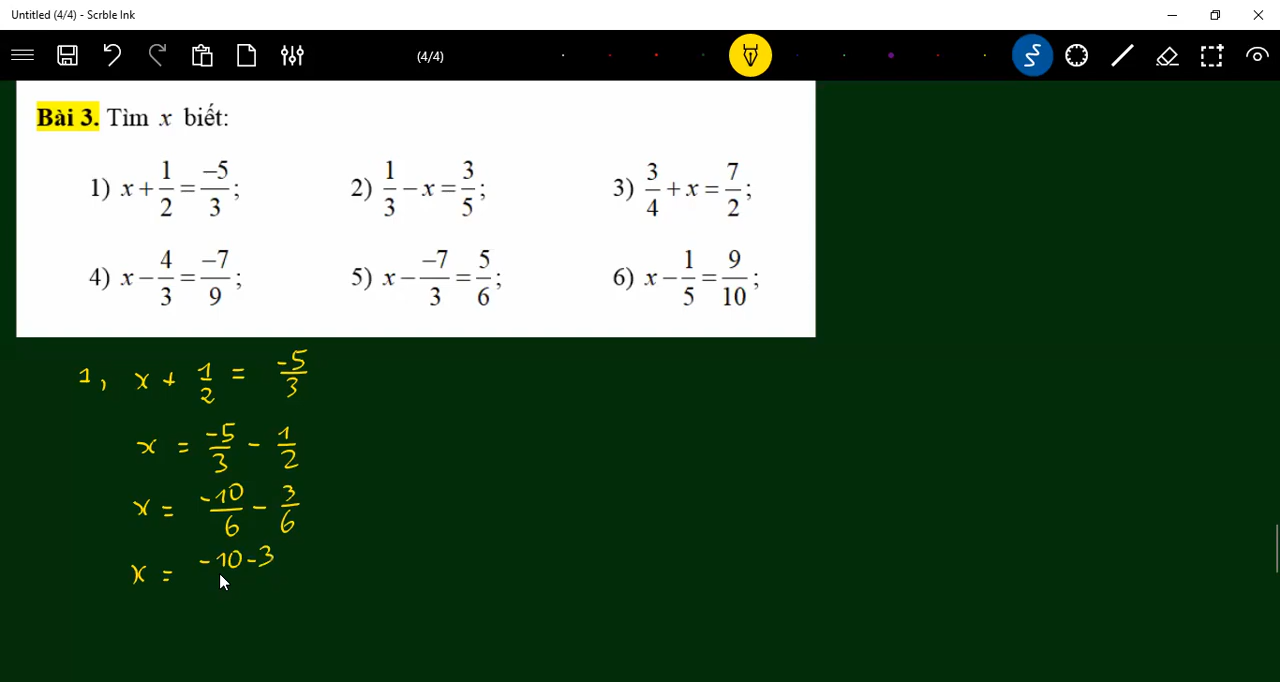 Untitled (4/4) - Scrble Ink
(4/4)
Bài 3. Tìm x biết:
1) x + 1/2 = -5/3; 2) 1/3 - x = 3/5; 3) 3/4 + x = 7/2;
4) x - 4/3 = -7/9; 5) x - -7/3 = 5/6; 6) x - 1/5 = 9/10;
1, x + 1/2 = -5/3
x = -5/3 - 1/2
x = -10/6 - 3/6
x = -10-3